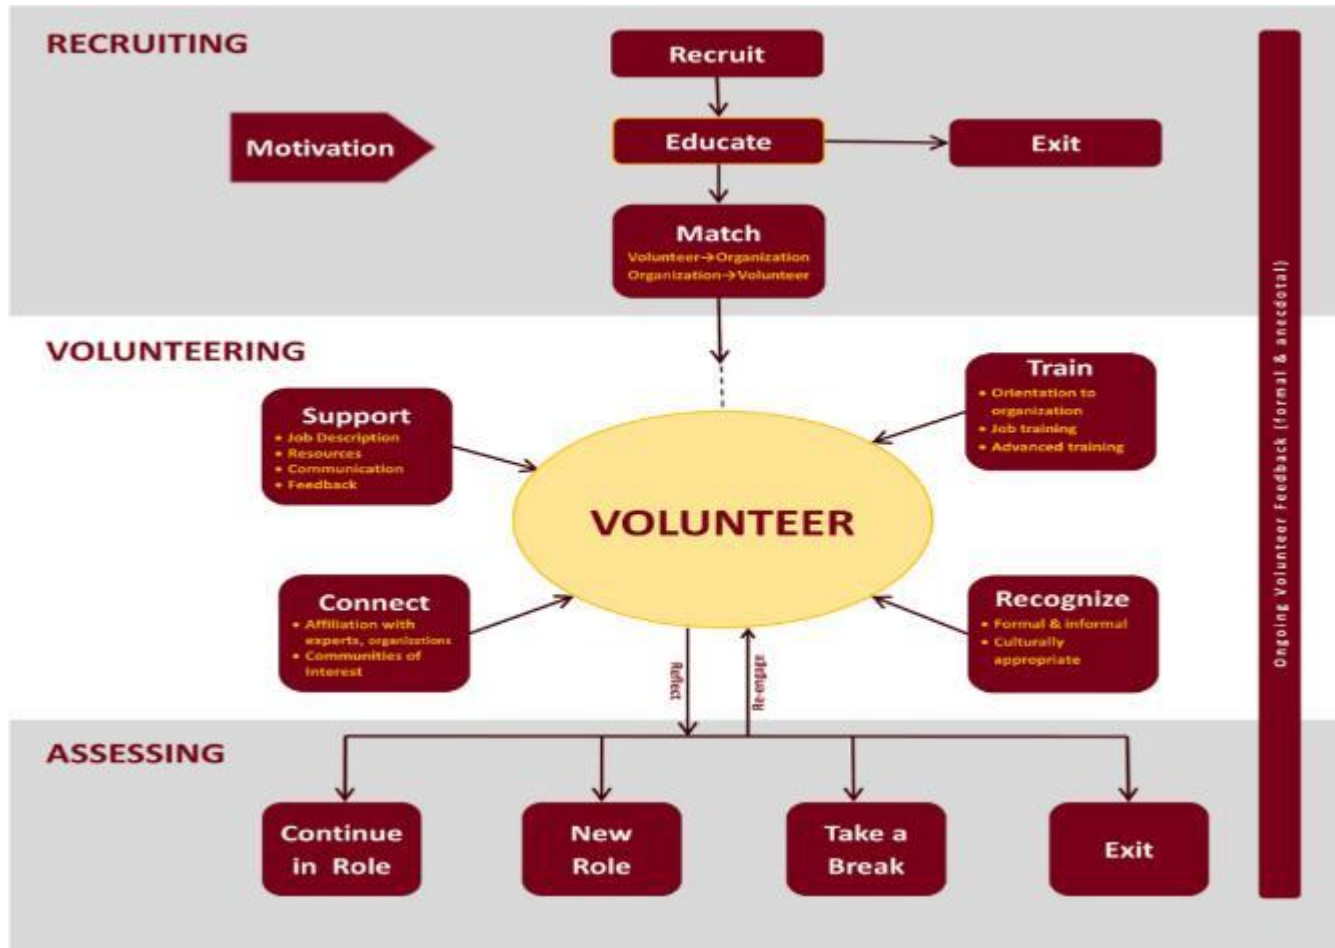 RECRUITING
Recruit
Motivation
Educate
Exit
Match
Volunteer→Organization
Organization→Volunteer
VOLUNTEERING
Support
• Job Description
• Resources
• Communication
• Feedback
Train
• Orientation to
organization
• Job training
• Advanced training
VOLUNTEER
Connect
• Affiliation with
experts, organizations
• Communities of
Interest
Recognize
• Formal & informal
• Culturally
appropriate
Reflect
Re-engage
ASSESSING
Continue
in Role
New
Role
Take a
Break
Exit
Ongoing Volunteer Feedback (formal & anecdotal)